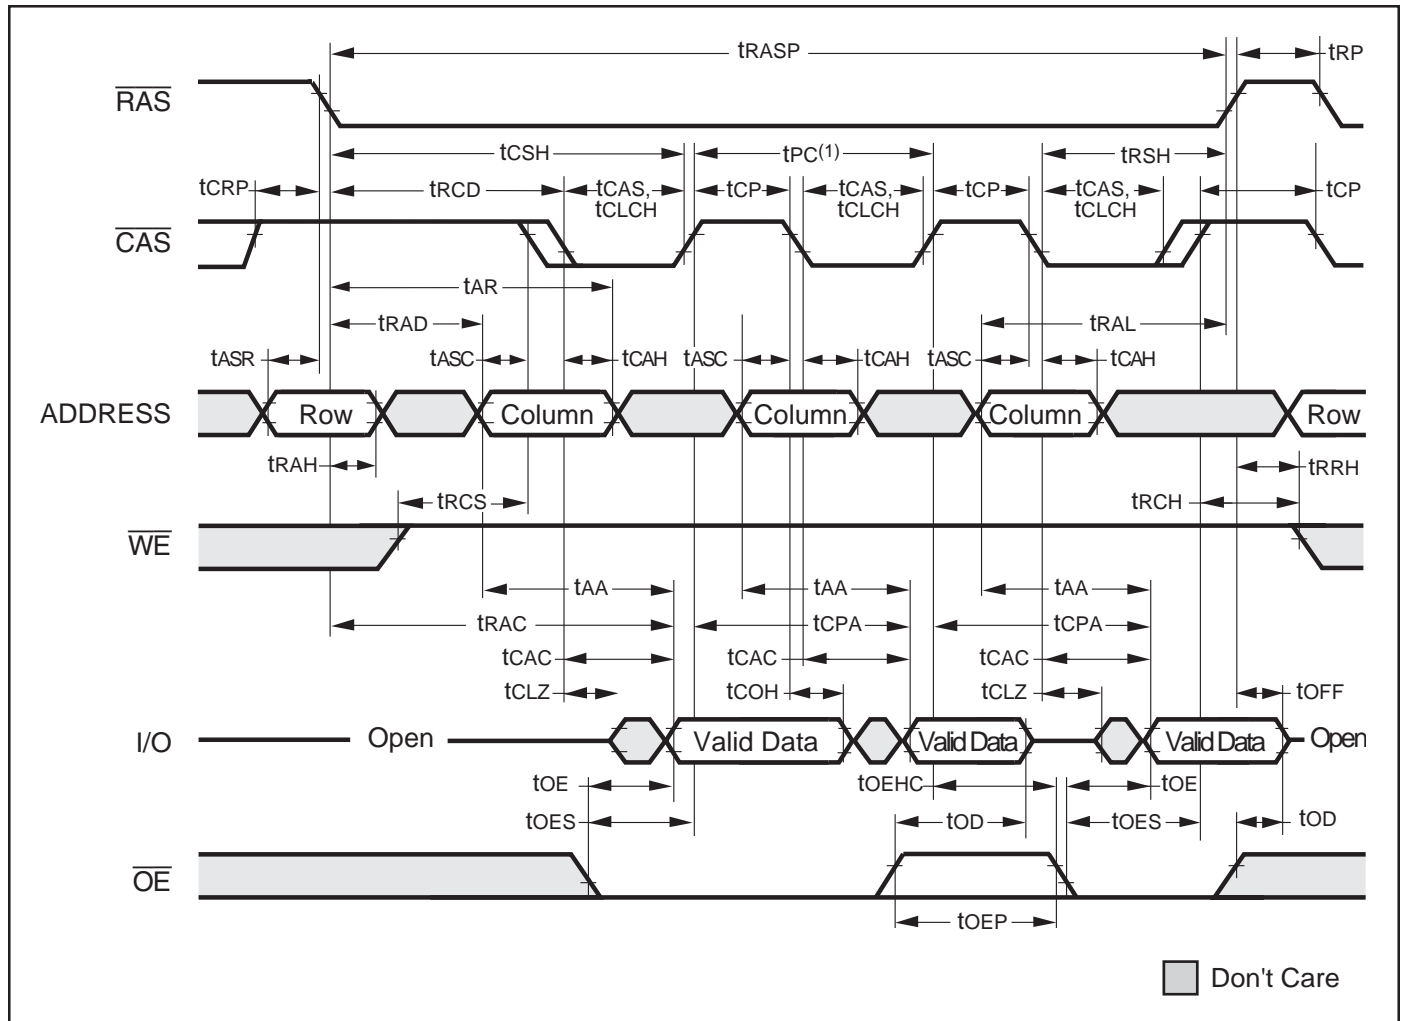 tRASP tRP
RAS
tCSH tPC(1) tRSH
tCRP tRCD tCAS, tCLCH tCP tCAS, tCLCH tCP tCAS, tCLCH tCP
CAS
tAR
tRAD tRAL
tASR tASC tCAH tASC tCAH tASC tCAH
ADDRESS Row Column Column Column Row
tRAH tRRH
tRCS tRCH
WE
tAA tAA tAA
tRAC tCPA tCPA
tCAC tCAC tCAC
tCLZ tCOH tCLZ tOFF
I/O Open Valid Data Valid Data Valid Data Open
tOE tOEHC tOE
tOES tOD tOES tOD
OE
tOEP
Don't Care